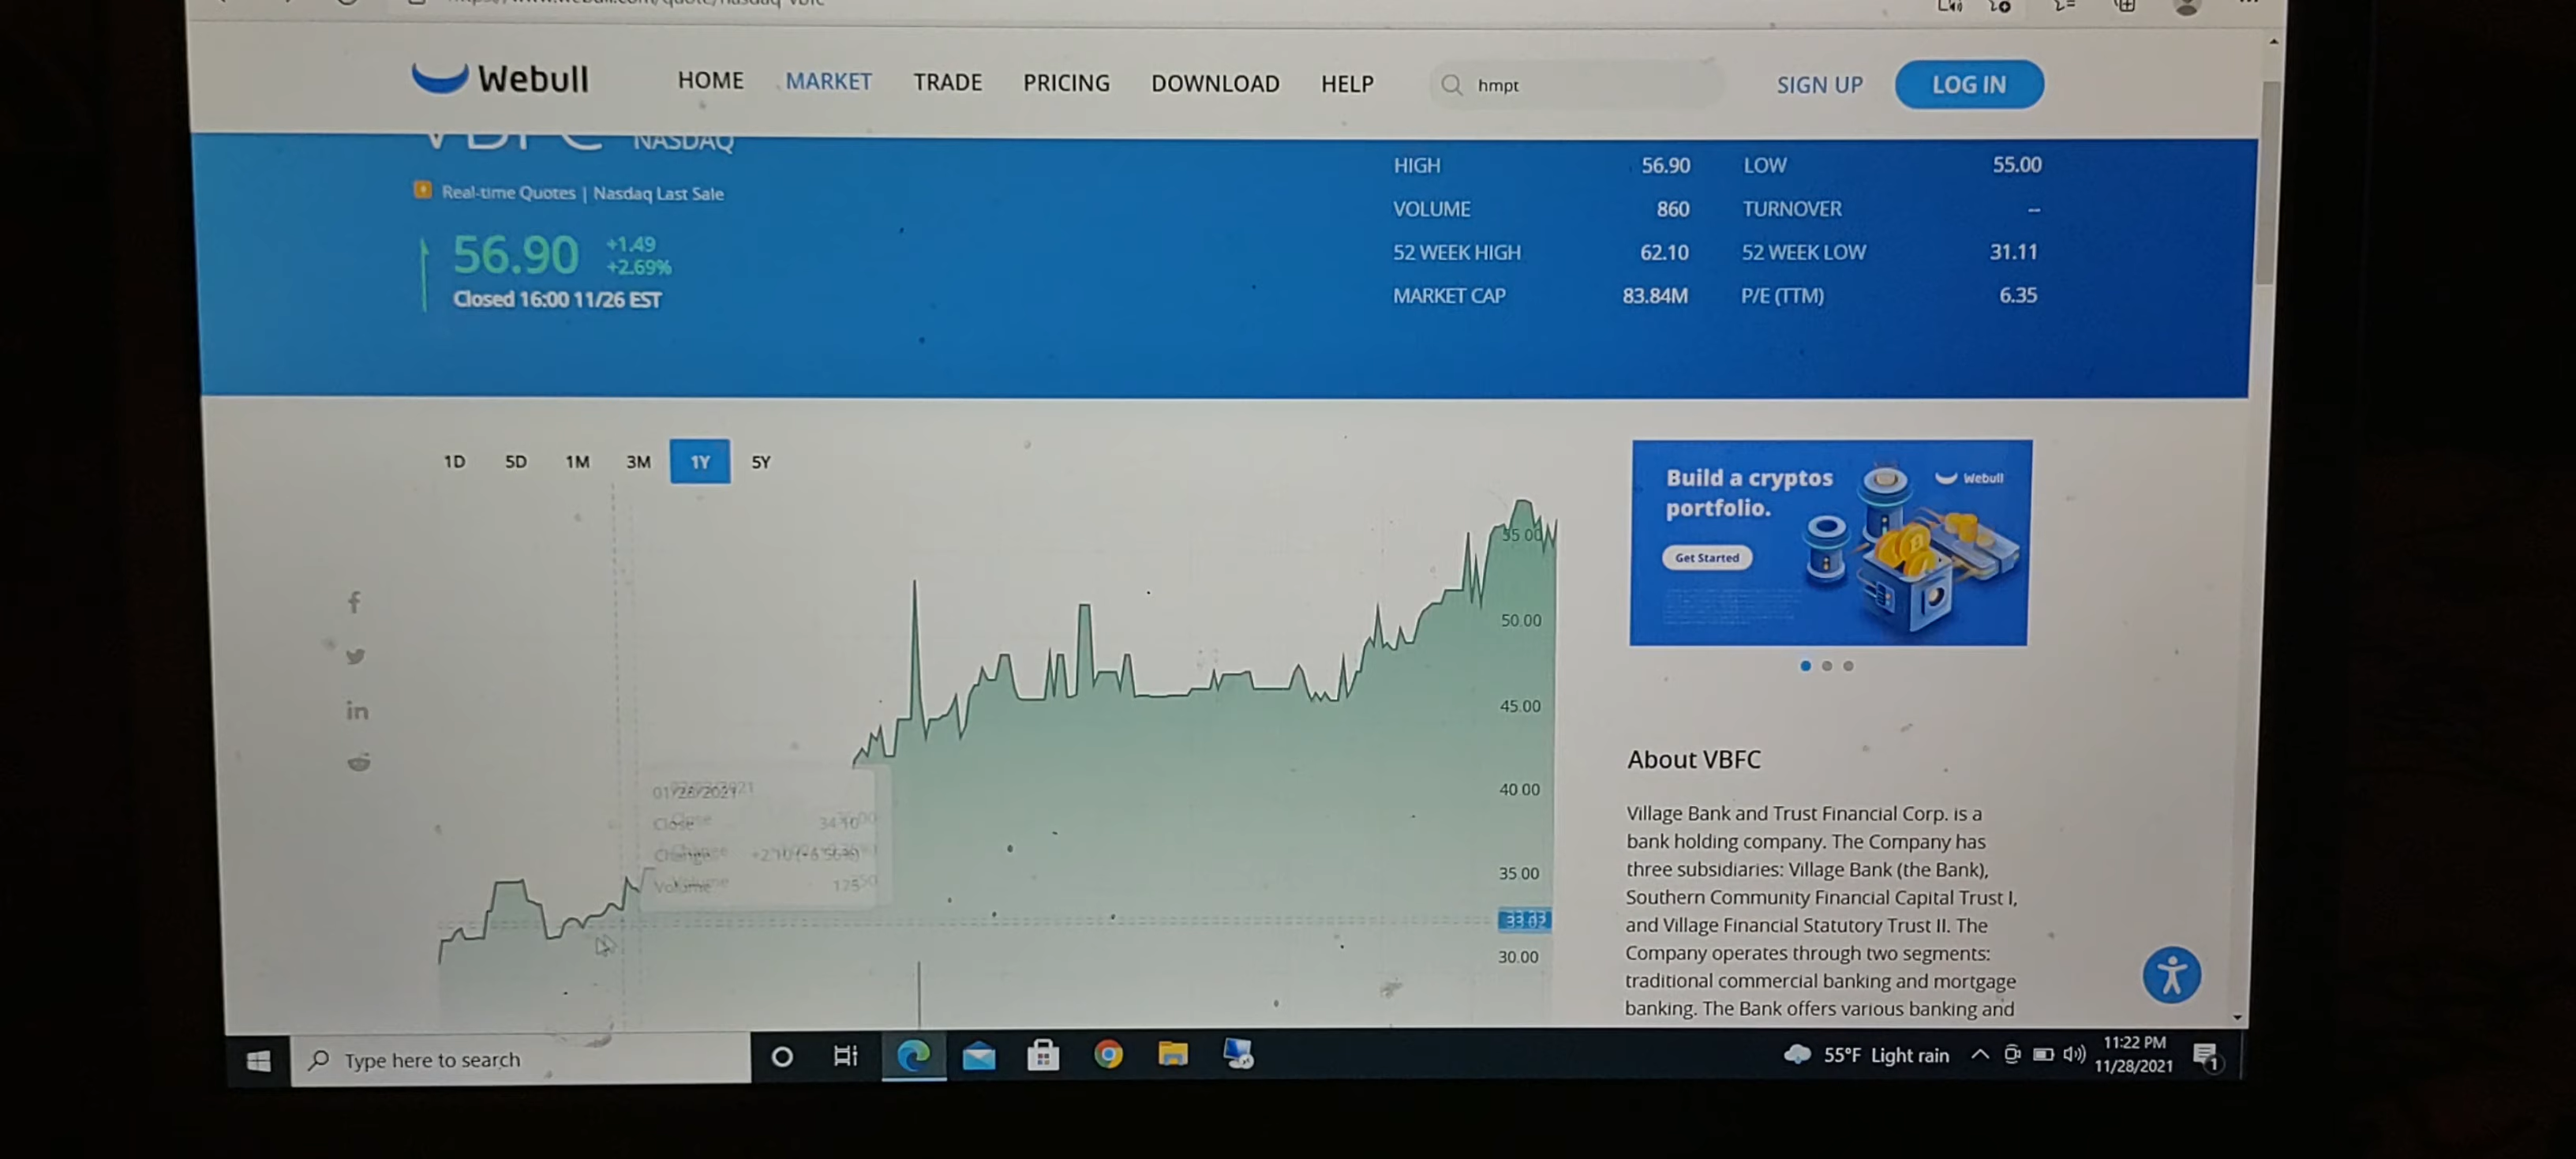 Webull
HOME MARKET TRADE PRICING DOWNLOAD HELP
hmpt
SIGN UP
LOG IN
VBFC NASDAQ
Real-time Quotes | Nasdaq Last Sale
56.90
+1.49
+2.69%
Closed 16:00 11/26 EST
HIGH 56.90 LOW 55.00
VOLUME 860 TURNOVER --
52 WEEK HIGH 62.10 52 WEEK LOW 31.11
MARKET CAP 83.84M P/E (TTM) 6.35
1D 5D 1M 3M 1Y 5Y
55.00
50.00
45.00
40.00
35.00
30.00
Close
Change
Volume
Build a cryptos
portfolio.
Webull
Get Started
About VBFC
Village Bank and Trust Financial Corp. is a
bank holding company. The Company has
three subsidiaries: Village Bank (the Bank),
Southern Community Financial Capital Trust I,
and Village Financial Statutory Trust II. The
Company operates through two segments:
traditional commercial banking and mortgage
banking. The Bank offers various banking and
Type here to search
55°F Light rain
11:22 PM
11/28/2021
1